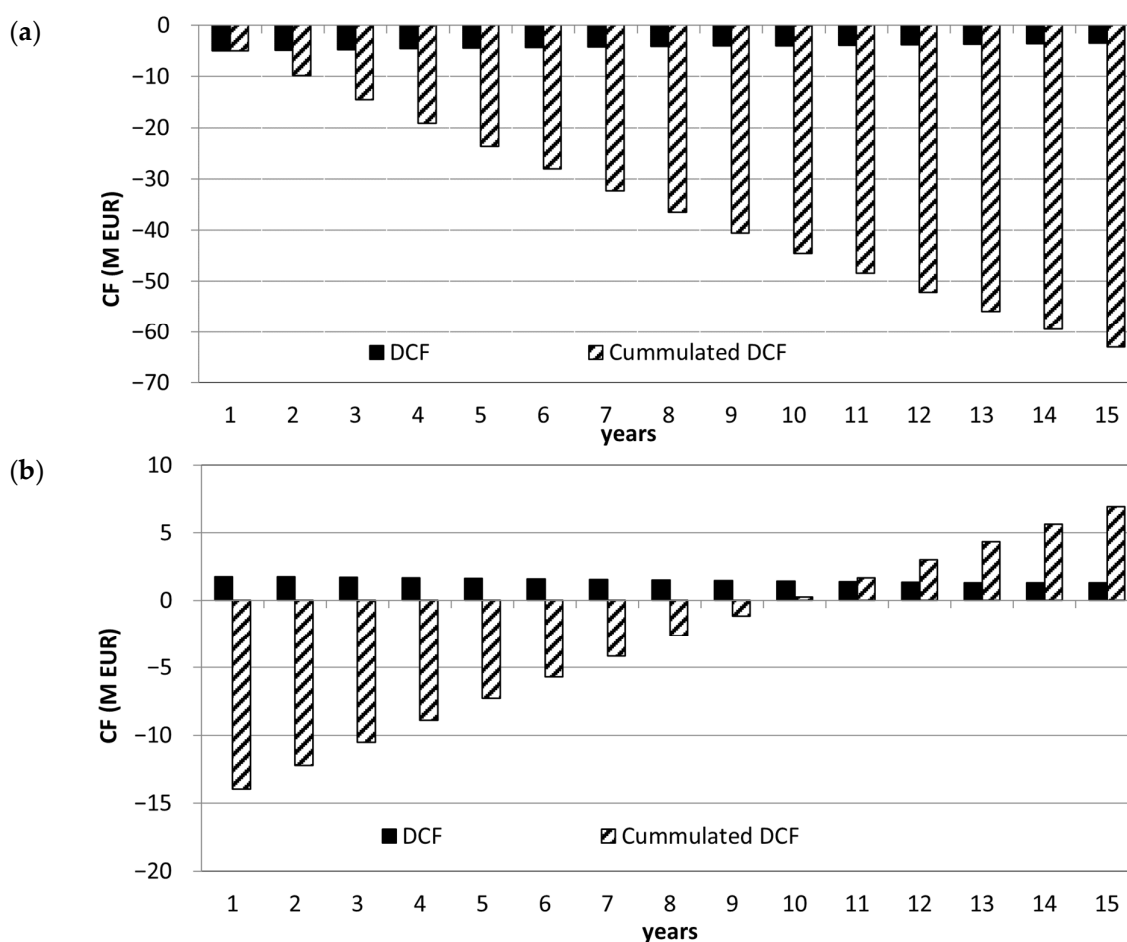 (a)
0
−10
−20
−30
−40
−50
−60
−70
CF (M EUR)
DCF Cummulated DCF
1 2 3 4 5 6 7 8 9 10 11 12 13 14 15
years
(b)
10
5
0
−5
−10
−15
−20
CF (M EUR)
DCF Cummulated DCF
1 2 3 4 5 6 7 8 9 10 11 12 13 14 15
years